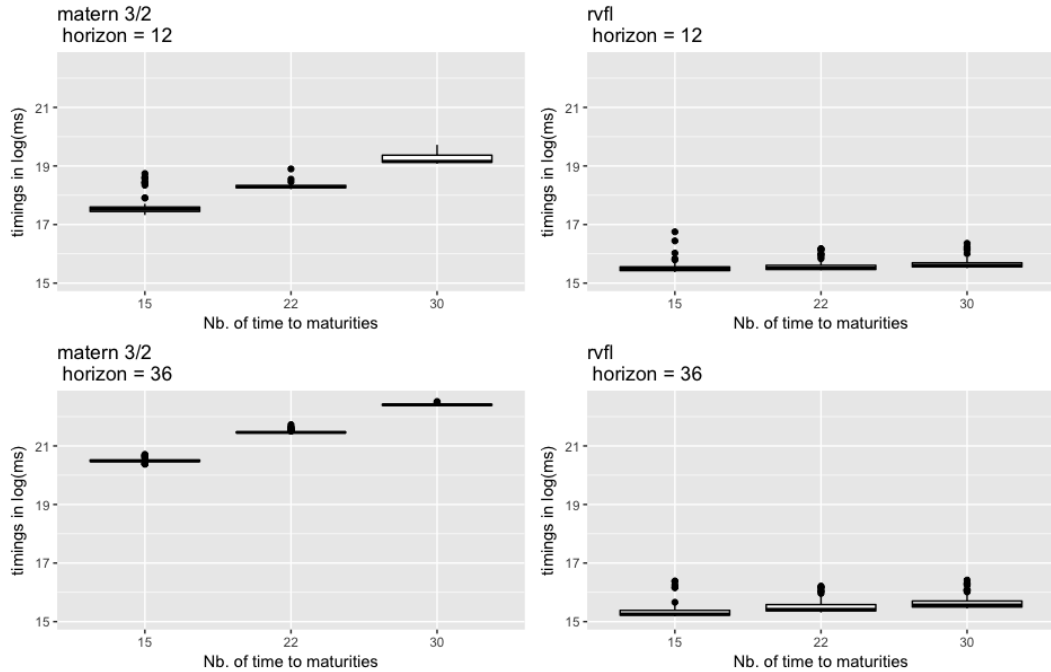 matern 3/2
horizon = 12
timings in log(ms)
21
19
17
15
15 22 30
Nb. of time to maturities
rvfl
horizon = 12
timings in log(ms)
21
19
17
15
15 22 30
Nb. of time to maturities
matern 3/2
horizon = 36
timings in log(ms)
21
19
17
15
15 22 30
Nb. of time to maturities
rvfl
horizon = 36
timings in log(ms)
21
19
17
15
15 22 30
Nb. of time to maturities